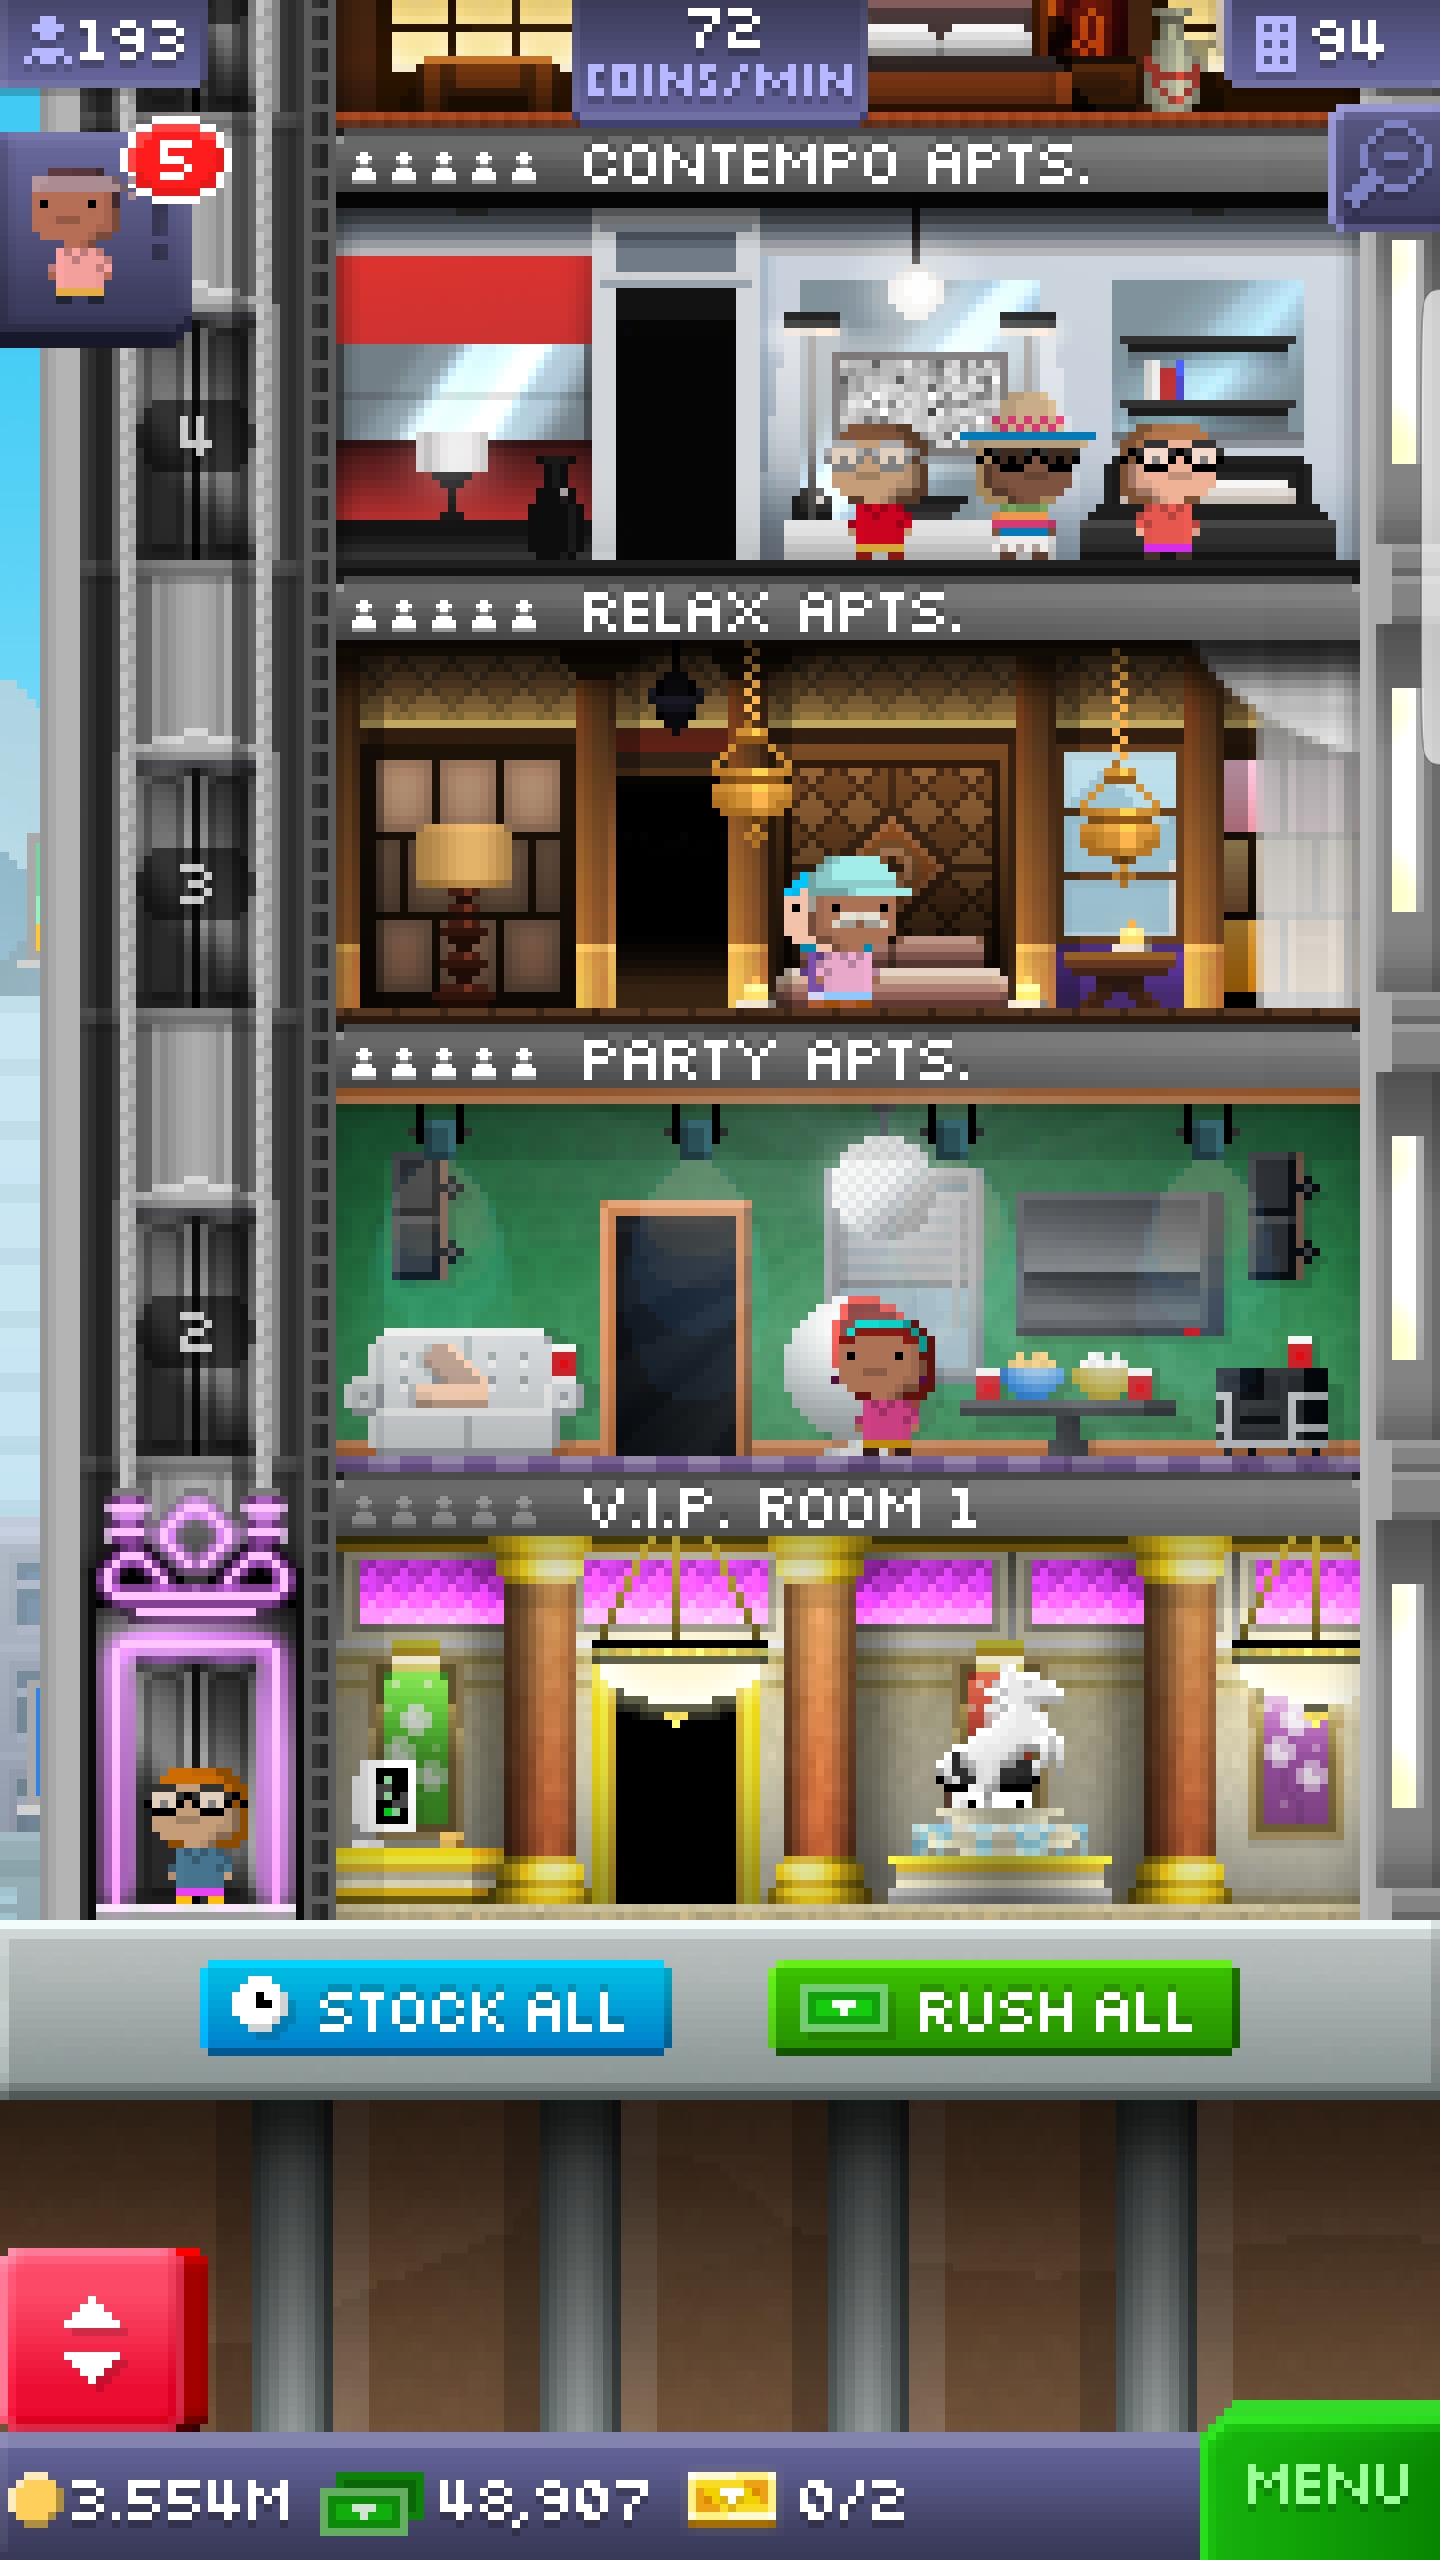 193
72
COINS/MIN
94
5
CONTEMPO APTS.
4
RELAX APTS.
3
PARTY APTS.
2
V.I.P. ROOM 1
STOCK ALL
RUSH ALL
3.554M
48,907
0/2
MENU